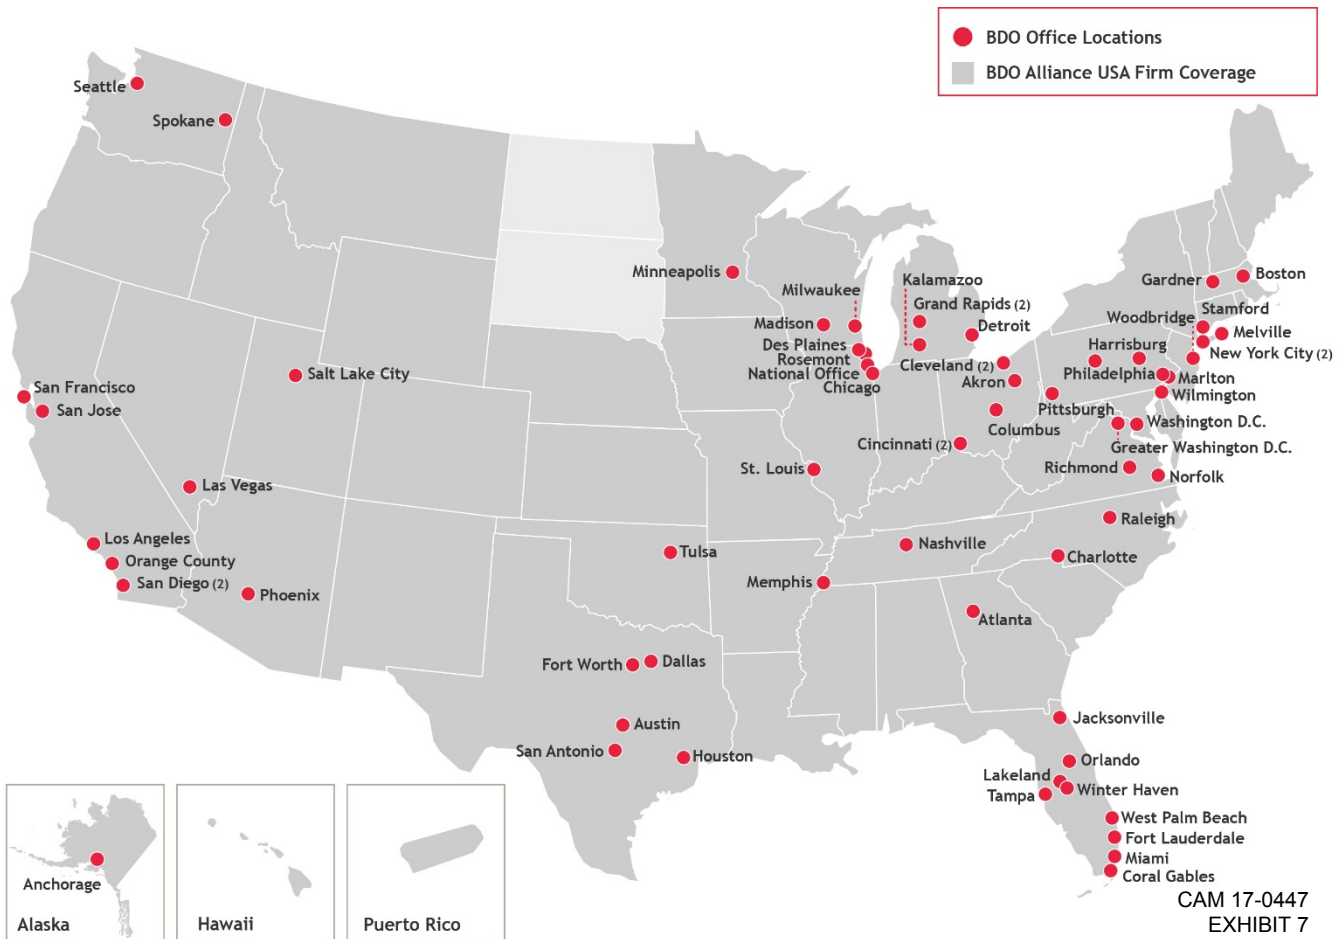 BDO Office Locations
BDO Alliance USA Firm Coverage
Seattle
Spokane
Minneapolis
Milwaukee
Madison
Des Plaines
Rosemont
National Office
Chicago
Kalamazoo
Grand Rapids (2)
Detroit
Cleveland (2)
Akron
Columbus
Cincinnati (2)
Gardner
Boston
Stamford
Woodbridge
Melville
New York City (2)
Harrisburg
Philadelphia
Marlton
Wilmington
Pittsburgh
Washington D.C.
Greater Washington D.C.
Richmond
Norfolk
San Francisco
San Jose
Salt Lake City
Las Vegas
St. Louis
Los Angeles
Orange County
San Diego (2)
Phoenix
Tulsa
Nashville
Memphis
Raleigh
Charlotte
Atlanta
Fort Worth
Dallas
Austin
San Antonio
Houston
Jacksonville
Orlando
Lakeland
Winter Haven
Tampa
West Palm Beach
Fort Lauderdale
Miami
Coral Gables
Anchorage
Alaska
Hawaii
Puerto Rico
CAM 17-0447
EXHIBIT 7